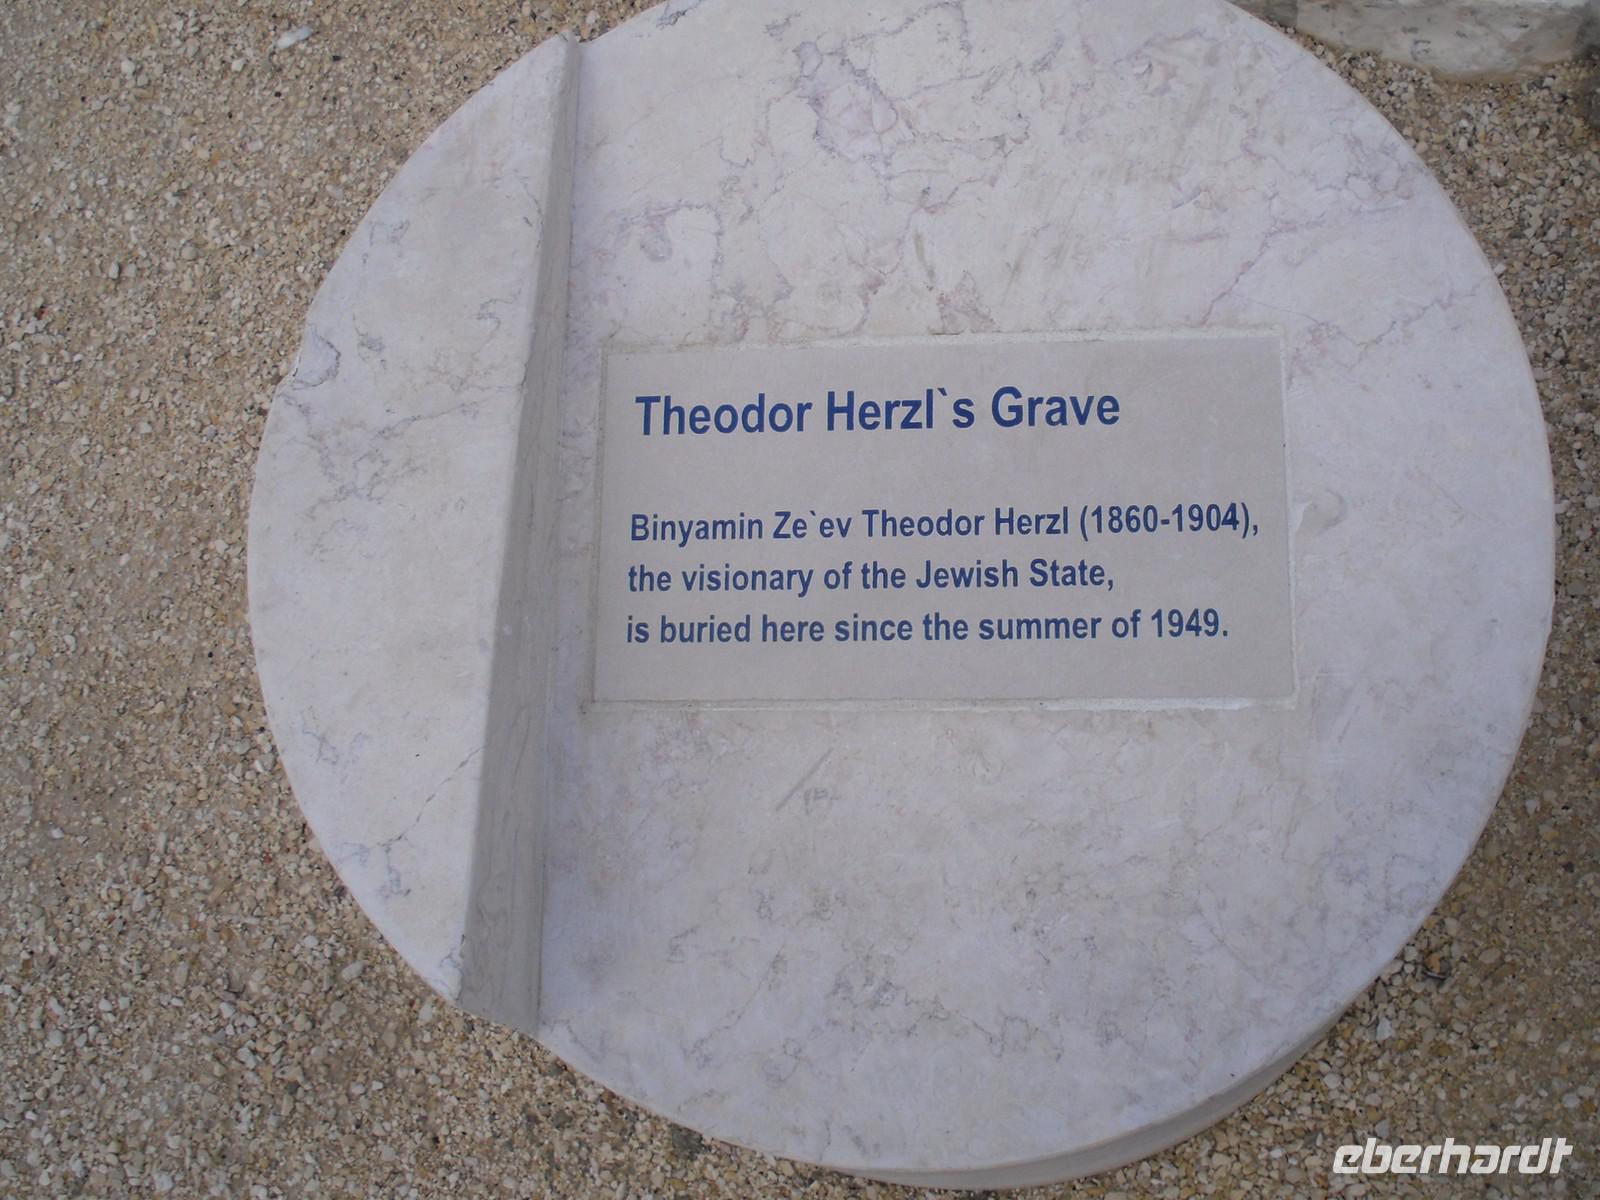 Theodor Herzl`s Grave
Binyamin Ze`ev Theodor Herzl (1860-1904),
the visionary of the Jewish State,
is buried here since the summer of 1949.
eberhardt